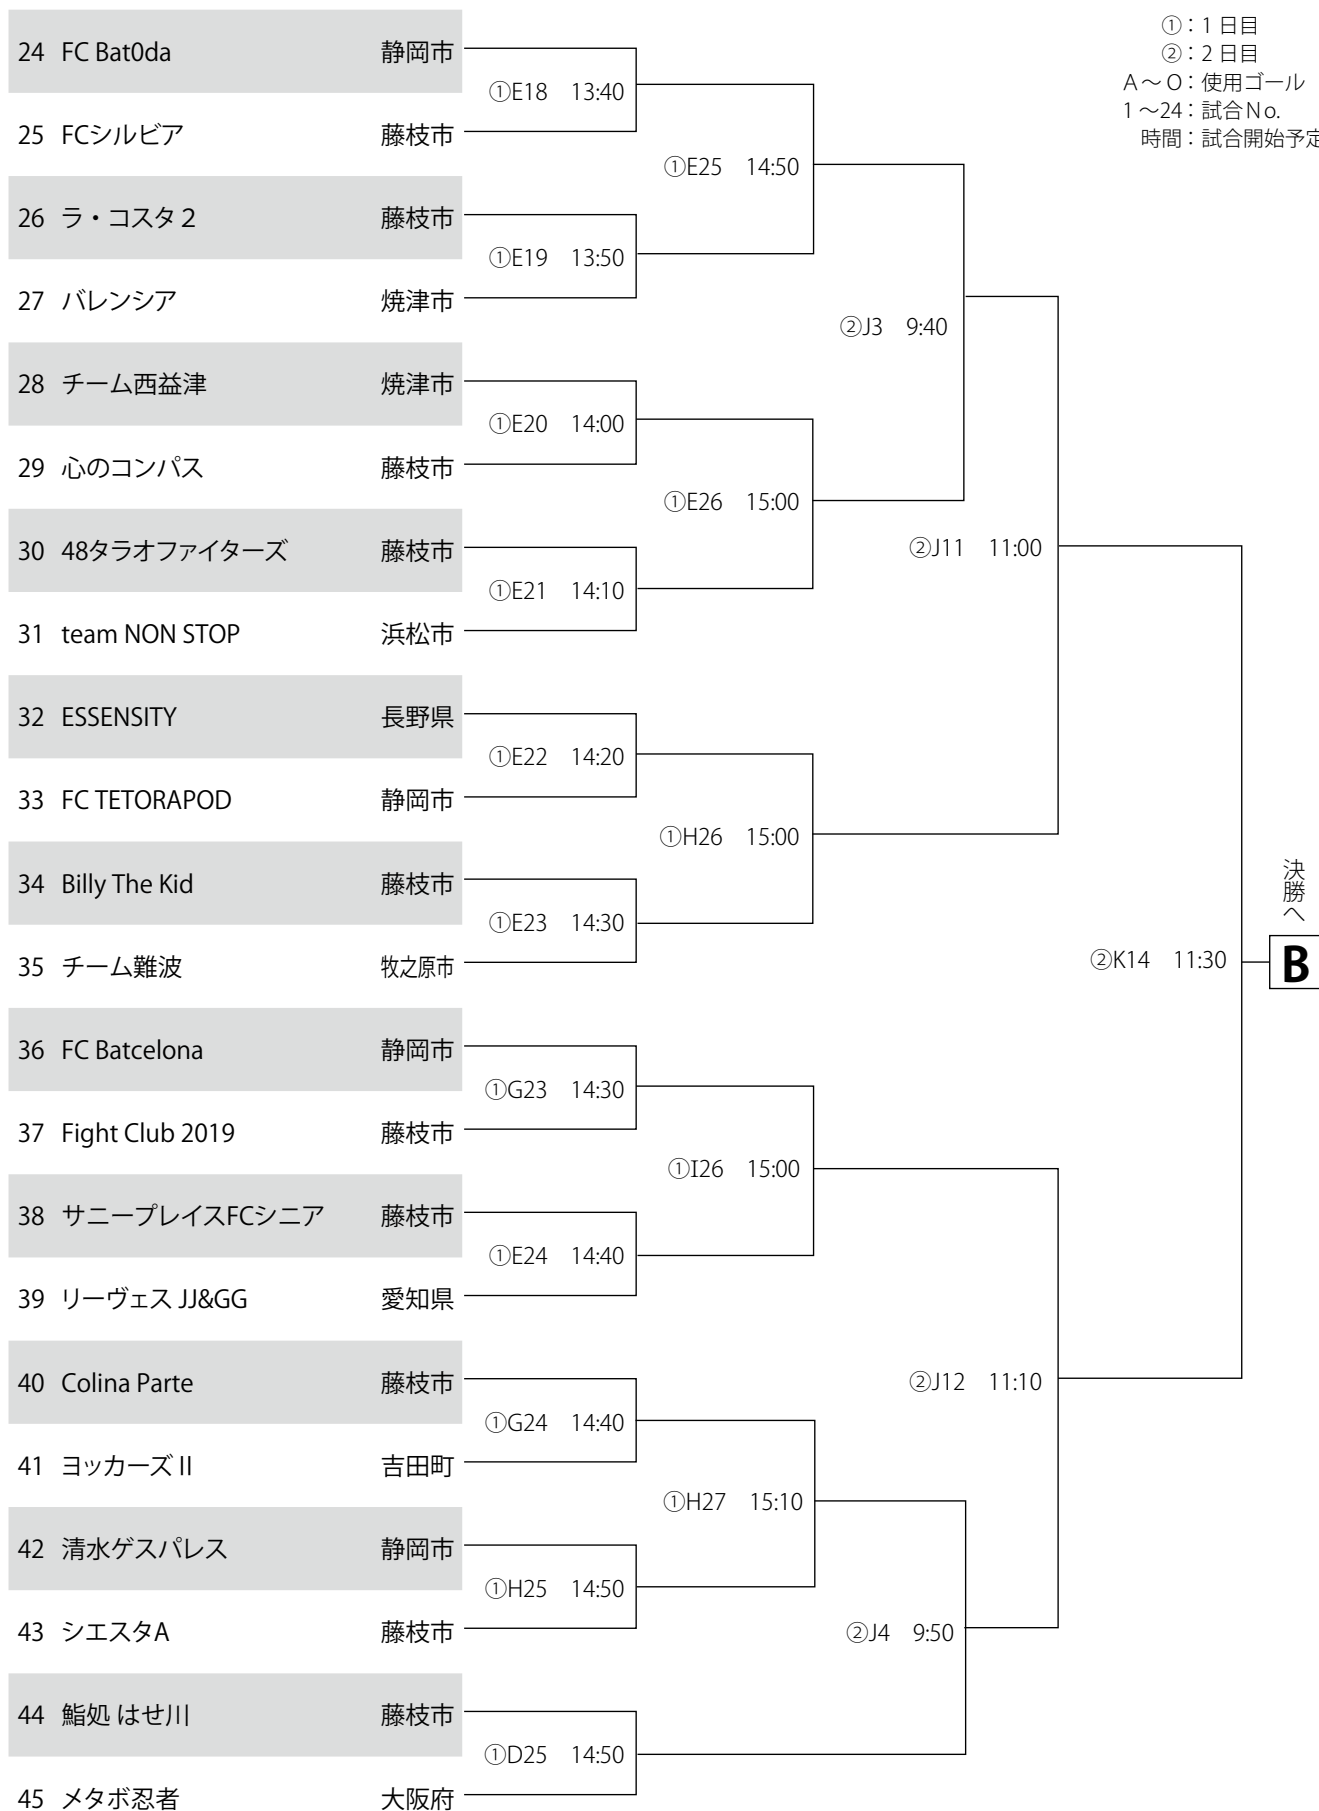 ①：1 日目
②：2 日目
A～O：使用ゴール
1～24：試合No.
時間：試合開始予定
24 FC Bat0da 静岡市
①E18 13:40
25 FCシルビア 藤枝市
①E25 14:50
26 ラ・コスタ２ 藤枝市
①E19 13:50
27 バレンシア 焼津市
②J3 9:40
28 チーム西益津 焼津市
①E20 14:00
29 心のコンパス 藤枝市
①E26 15:00
30 48タラオファイターズ 藤枝市
②J11 11:00
①E21 14:10
31 team NON STOP 浜松市
32 ESSENSITY 長野県
①E22 14:20
33 FC TETORAPOD 静岡市
①H26 15:00
34 Billy The Kid 藤枝市
決勝へ
①E23 14:30
35 チーム難波 牧之原市
②K14 11:30
B
36 FC Batcelona 静岡市
①G23 14:30
37 Fight Club 2019 藤枝市
①I26 15:00
38 サニープレイスFCシニア 藤枝市
①E24 14:40
39 リーヴェス JJ&GG 愛知県
40 Colina Parte 藤枝市
②J12 11:10
①G24 14:40
41 ヨッカーズⅡ 吉田町
①H27 15:10
42 清水ゲスパレス 静岡市
①H25 14:50
43 シエスタA 藤枝市
②J4 9:50
44 鮨処 はせ川 藤枝市
①D25 14:50
45 メタボ忍者 大阪府